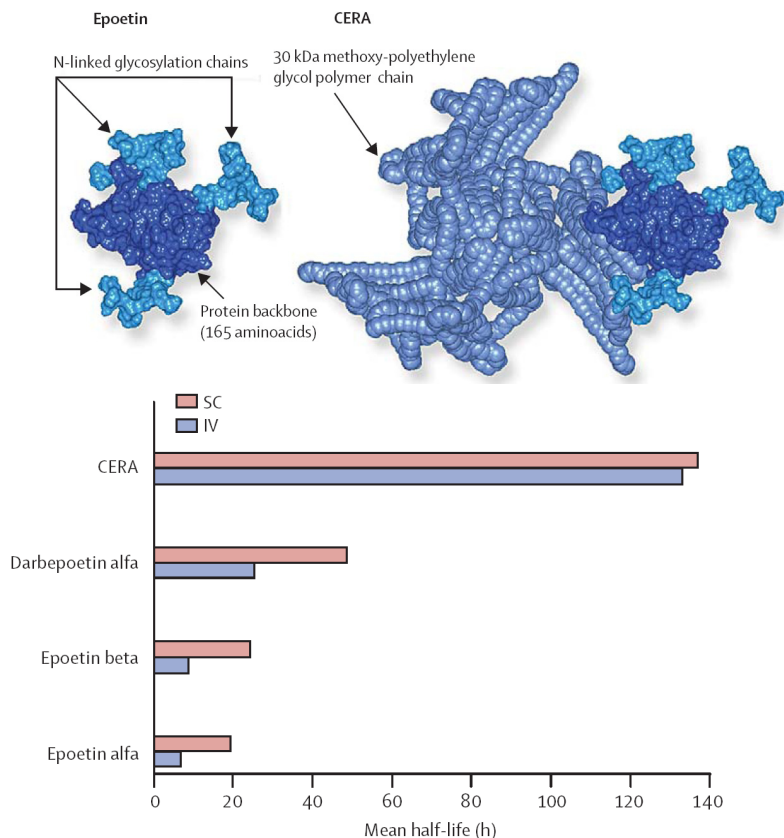 Epoetin
CERA
N-linked glycosylation chains
30 kDa methoxy-polyethylene
glycol polymer chain
Protein backbone
(165 aminoacids)
SC
IV
CERA
Darbepoetin alfa
Epoetin beta
Epoetin alfa
0 20 40 60 80 100 120 140
Mean half-life (h)